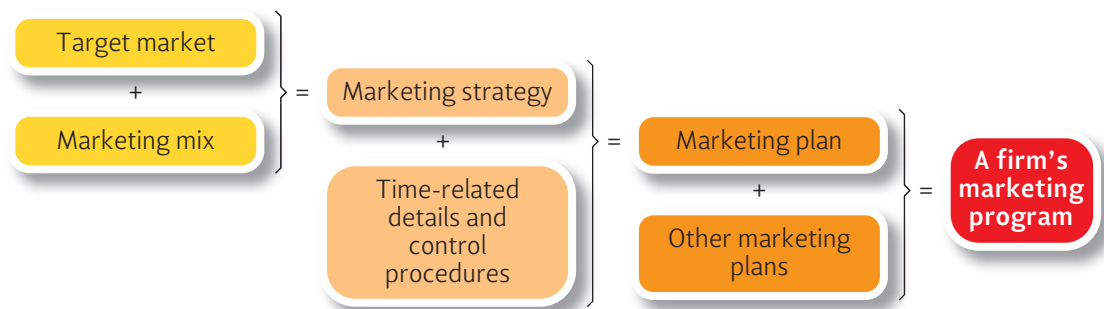 Target market
+
Marketing mix
=
Marketing strategy
+
Time-related
details and
control
procedures
=
Marketing plan
+
Other marketing
plans
=
A firm’s
marketing
program